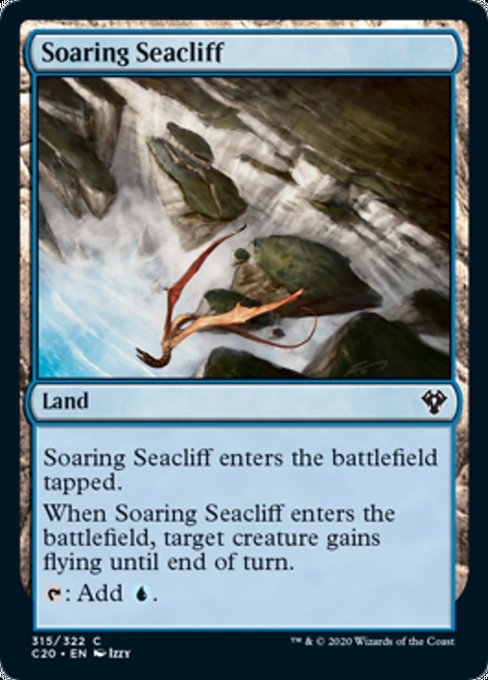 Soaring Seacliff
Land
Soaring Seacliff enters the battlefield
tapped.
When Soaring Seacliff enters the
battlefield, target creature gains
flying until end of turn.
: Add .
315/322 C
C20 • EN Izzy
™ & © 2020 Wizards of the Coast